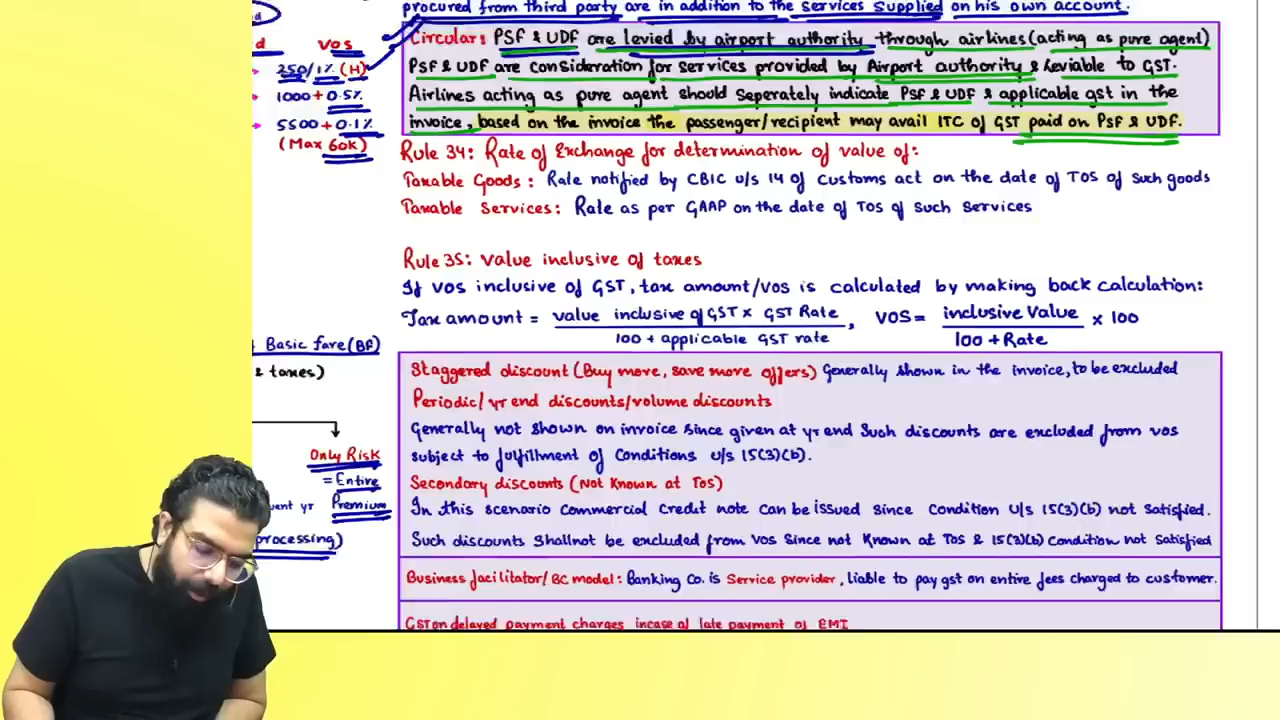 procured from third party are in addition to the services supplied on his own account.
d VOS
250/1% (H)
1000+0.5%
5500+0.1%
(Max 60K)
Circular: PSF & UDF are levied by airport authority through airlines (acting as pure agent)
PSF & UDF are consideration for services provided by Airport authority & leviable to GST.
Airlines acting as pure agent should seperately indicate PSF & UDF & applicable gst in the
invoice, based on the invoice the passenger/recipient may avail ITC of GST paid on PSF & UDF.
Rule 34: Rate of Exchange for determination of value of:
Taxable Goods: Rate notified by CBIC u/s 14 of Customs act on the date of TOS of such goods
Taxable Services: Rate as per GAAP on the date of TOS of such services
Rule 35: Value inclusive of taxes
If VOS inclusive of GST, tax amount/VOS is calculated by making back calculation:
Tax amount = value inclusive of GST x GST Rate / 100 + applicable GST rate, VOS = inclusive Value / 100 + Rate x 100
Basic fare (BF)
& taxes)
Only Risk
= Entire
uent yr Premium
processing)
Staggered discount (Buy more, save more offers) Generally shown in the invoice, to be excluded
Periodic/ yr end discounts/volume discounts
Generally not shown on invoice since given at yr end Such discounts are excluded from vos
subject to fulfillment of Conditions u/s 15(3)(b).
Secondary discounts (Not Known at TOS)
In this scenario commercial credit note can be issued since condition u/s 15(3)(b) not satisfied.
Such discounts shall not be excluded from VOS since not known at TOS & 15(3)(b) condition not satisfied
Business facilitator/ BC model: Banking Co. is Service provider, liable to pay gst on entire fees charged to customer.
GST on delayed payment charges incase of late payment of EMI